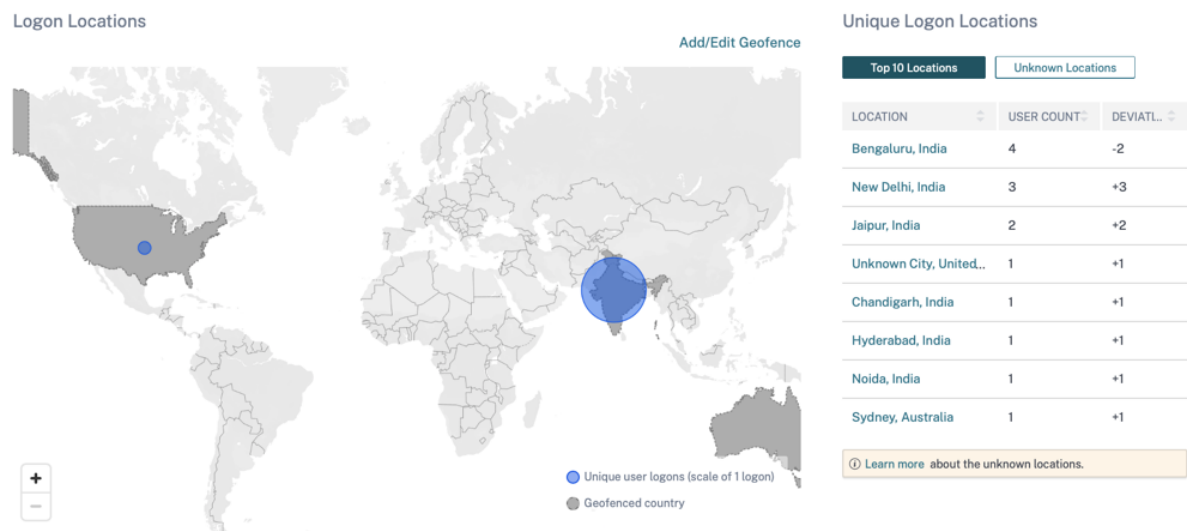 Logon Locations
Add/Edit Geofence
Unique user logons (scale of 1 logon)
Geofenced country
+
−
Unique Logon Locations
Top 10 Locations Unknown Locations
LOCATION USER COUNT DEVIATI...
Bengaluru, India 4 -2
New Delhi, India 3 +3
Jaipur, India 2 +2
Unknown City, United... 1 +1
Chandigarh, India 1 +1
Hyderabad, India 1 +1
Noida, India 1 +1
Sydney, Australia 1 +1
Learn more about the unknown locations.